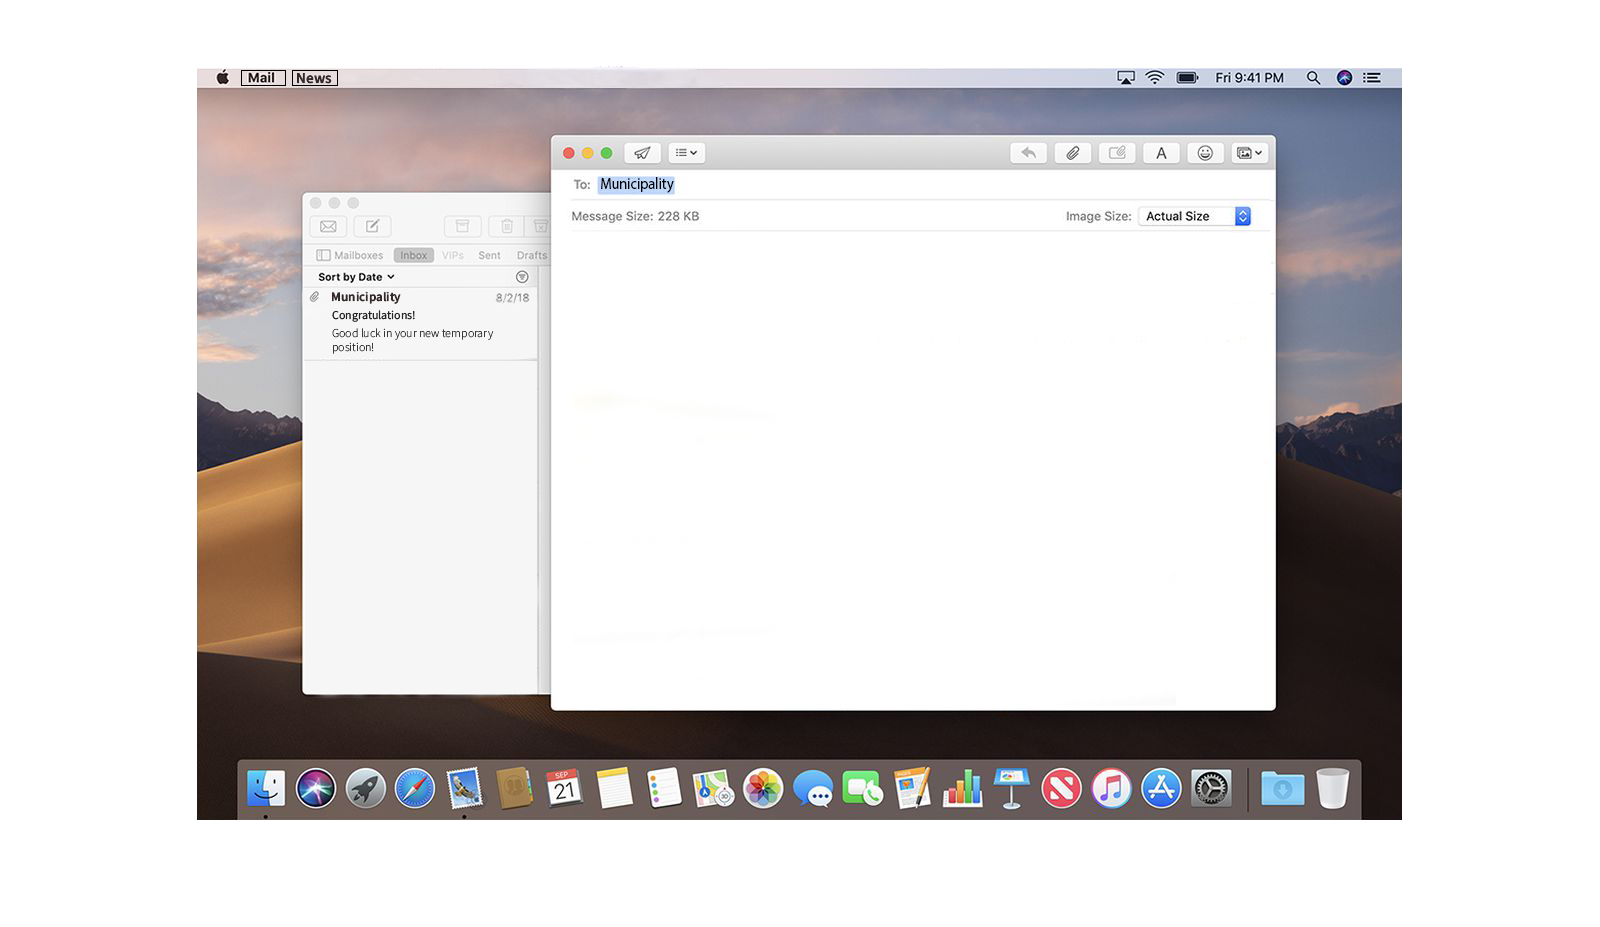 Mail News Fri 9:41 PM
To: Municipality
Message Size: 228 KB Image Size: Actual Size
Mailboxes Inbox VIPs Sent Drafts
Sort by Date
Municipality 8/2/18
Congratulations!
Good luck in your new temporary
position!
SEP
21